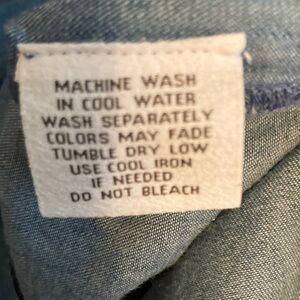 MACHINE WASH
IN COOL WATER
WASH SEPARATELY
COLORS MAY FADE
TUMBLE DRY LOW
USE COOL IRON
IF NEEDED
DO NOT BLEACH